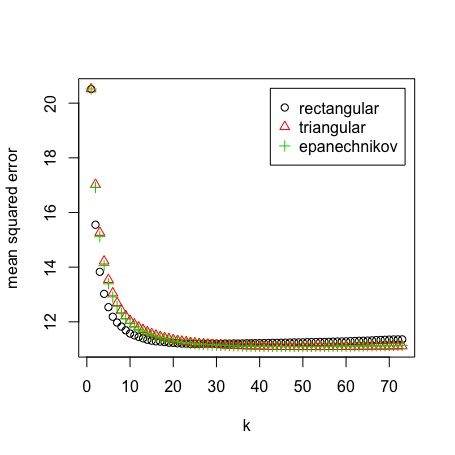 mean squared error
20
18
16
14
12
rectangular
triangular
epanechnikov
0 10 20 30 40 50 60 70
k